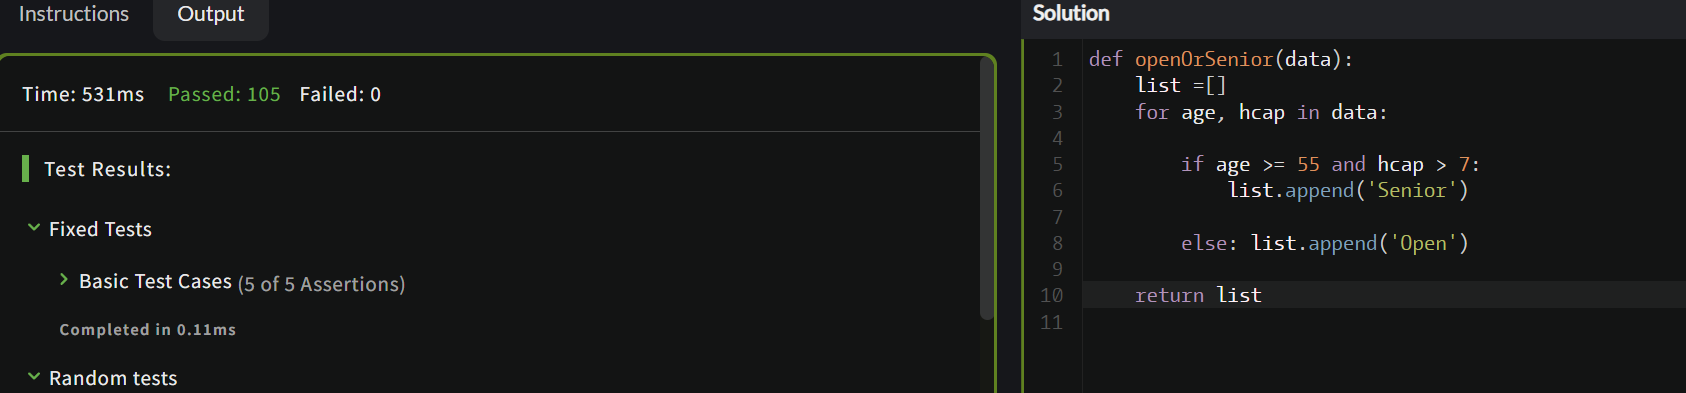 Instructions Output
Time: 531ms Passed: 105 Failed: 0
Test Results:
Fixed Tests
Basic Test Cases (5 of 5 Assertions)
Completed in 0.11ms
Random tests
Solution
1 def openOrSenior(data):
2     list =[]
3     for age, hcap in data:
4
5         if age >= 55 and hcap > 7:
6             list.append('Senior')
7
8         else: list.append('Open')
9
10     return list
11